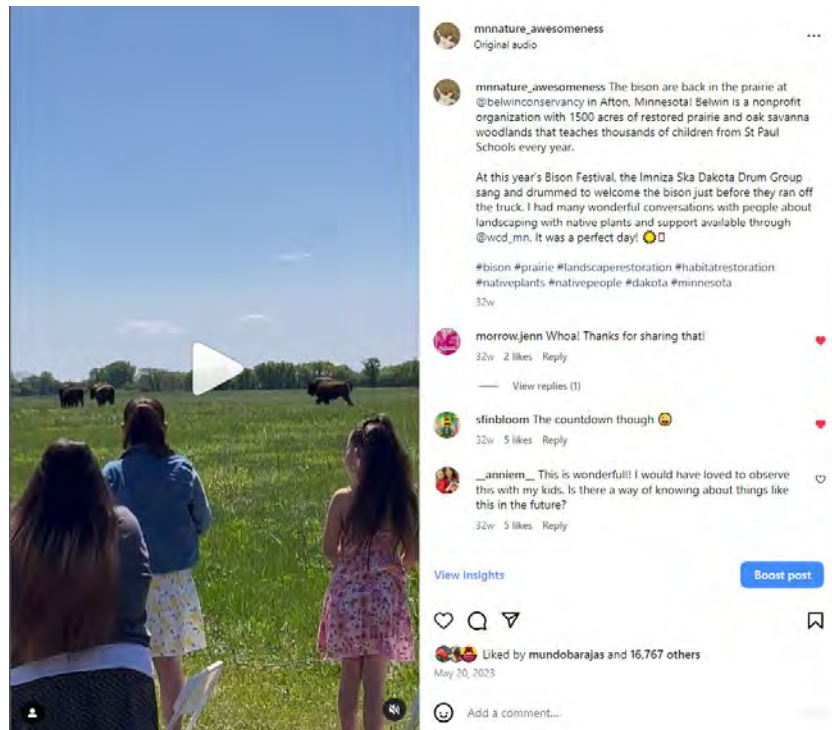 mnnature_awesomeness
Original audio
mnnature_awesomeness The bison are back in the prairie at
@belwinconservancy in Afton, Minnesota! Belwin is a nonprofit
organization with 1500 acres of restored prairie and oak savanna
woodlands that teaches thousands of children from St Paul
Schools every year.
At this year's Bison Festival, the Imniza Ska Dakota Drum Group
sang and drummed to welcome the bison just before they ran off
the truck. I had many wonderful conversations with people about
landscaping with native plants and support available through
@wcd_mn. It was a perfect day!
#bison #prairie #landscaperestoration #habitatrestoration
#nativeplants #nativepeople #dakota #minnesota
32w
morrow.jenn Whoa! Thanks for sharing that!
32w 2 likes Reply
View replies (1)
sfinbloom The countdown though 😜
32w 5 likes Reply
__anniem__ This is wonderful!! I would have loved to observe
this with my kids. Is there a way of knowing about things like
this in the future?
32w 5 likes Reply
View Insights
Boost post
Liked by mundobarajas and 16,767 others
May 20, 2023
Add a comment...